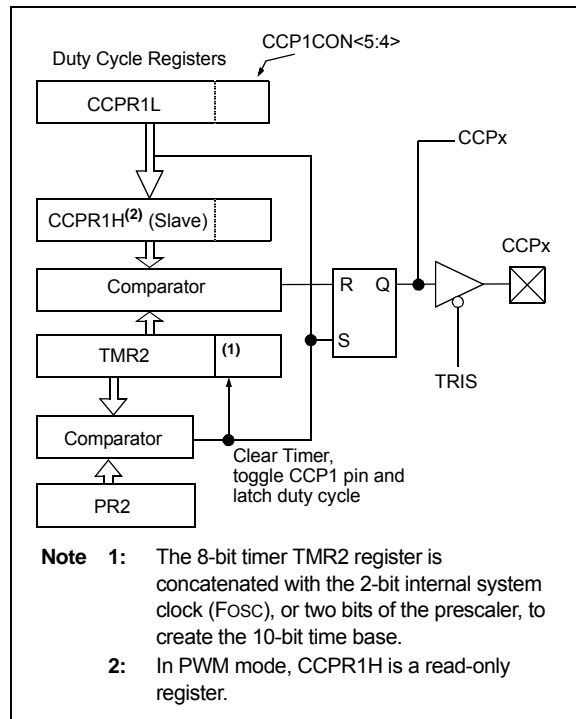 CCP1CON<5:4>
Duty Cycle Registers
CCPR1L
CCPx
CCPR1H(2) (Slave)
CCPx
Comparator
R Q
TMR2 (1)
S
TRIS
Comparator
Clear Timer,
toggle CCP1 pin and
latch duty cycle
PR2
Note 1: The 8-bit timer TMR2 register is
concatenated with the 2-bit internal system
clock (FOSC), or two bits of the prescaler, to
create the 10-bit time base.
2: In PWM mode, CCPR1H is a read-only
register.